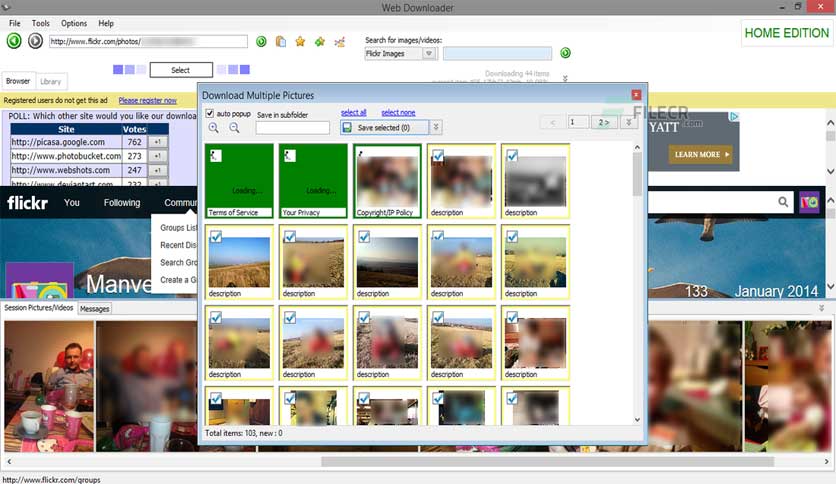 Web Downloader
File Tools Options Help
HOME EDITION
http://www.flickr.com/photos/
Search for images/videos:
Flickr Images
Select
Downloading 44 items
Browser Library
Registered users do not get this ad Please register now
POLL: Which other site would you like our download
Site Votes
http://picasa.google.com 762 +1
http://www.photobucket.com 273 +1
http://www.webshots.com 247 +1
http://www.deviantart.com 232 +1
Download Multiple Pictures
auto popup Save in subfolder select all select none
Save selected (0)
< 1 2 >
FILECR
.com
YATT
LEARN MORE
Loading... Loading...
Terms of Service Your Privacy Copyright/IP Policy description description
description description description description description
description description description description description
flickr You Following Commun
Groups List
Recent Dis
Search Gro
Create a G
Manve
133 January 2014
Session Pictures/Videos Messages
Total items: 103, new : 0
http://www.flickr.com/groups